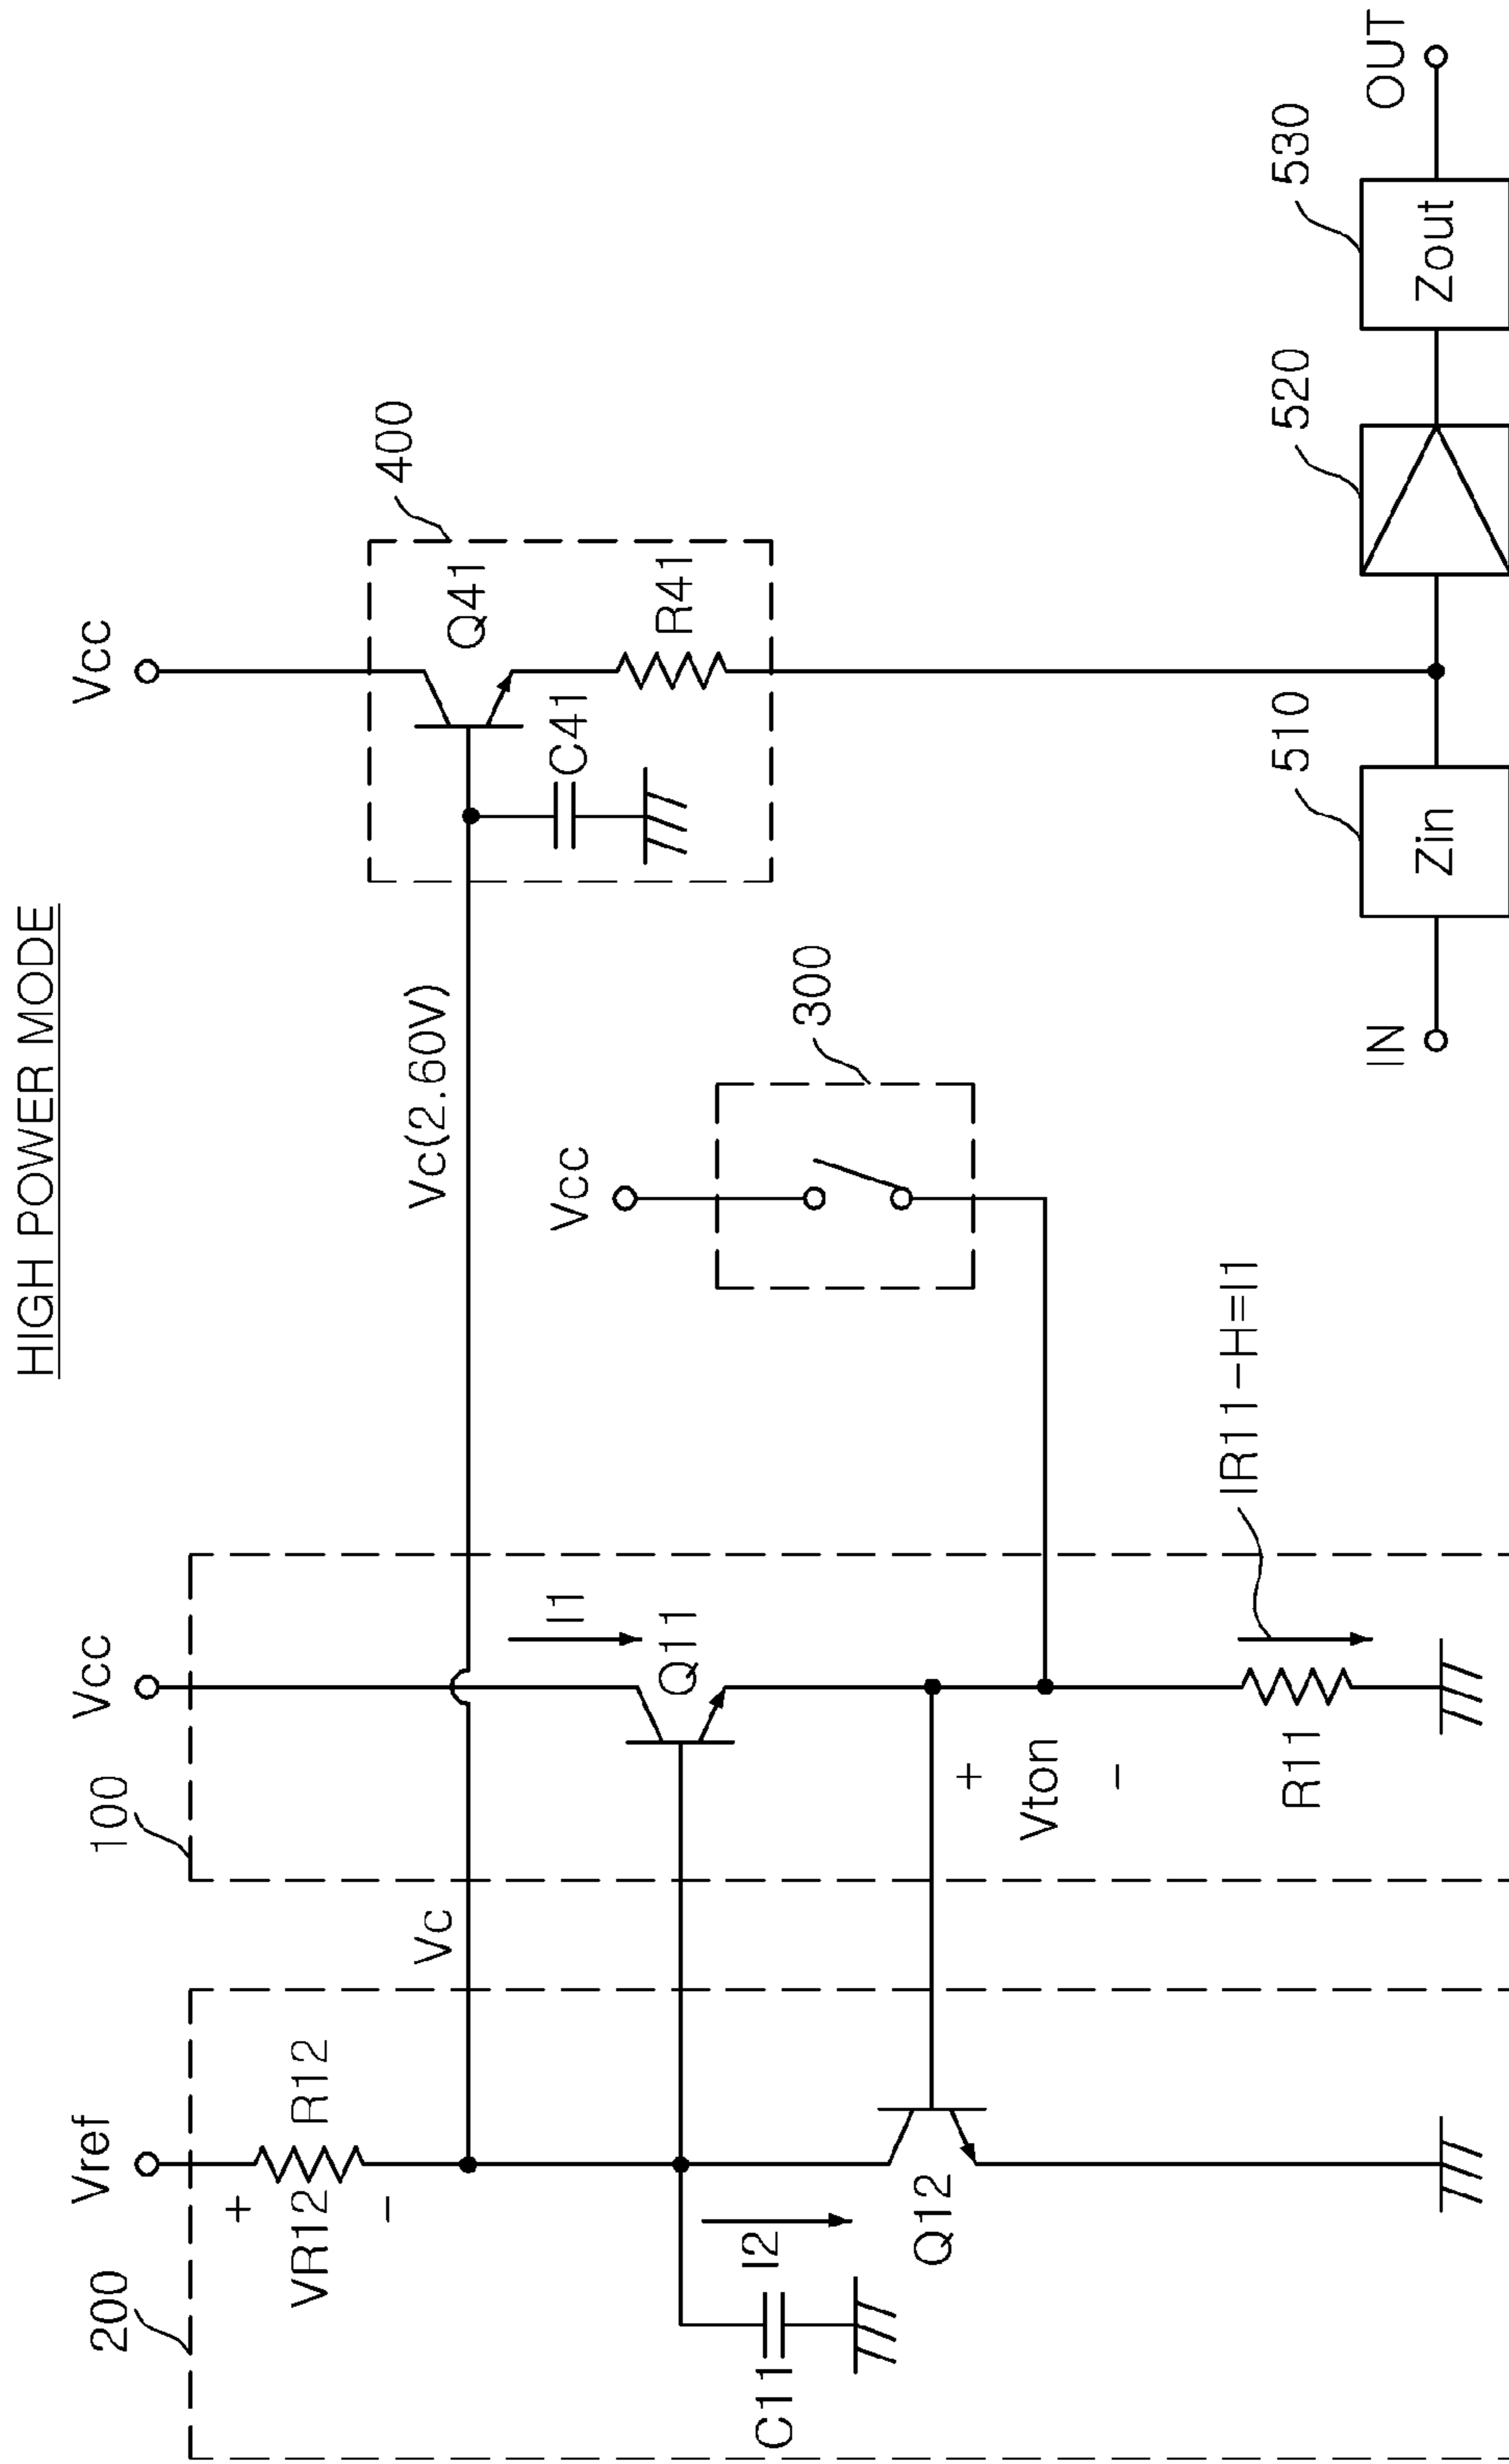 HIGH POWER MODE
Vref
Vcc
Vcc
200
100
+
VR12
R12
-
Vc
Vc(2.60V)
400
Q41
C41
R41
I1
Q11
Vcc
300
C11
I2
Q12
+
Vton
-
R11
IR11-H=I1
510
520
530
IN
Zin
Zout
OUT